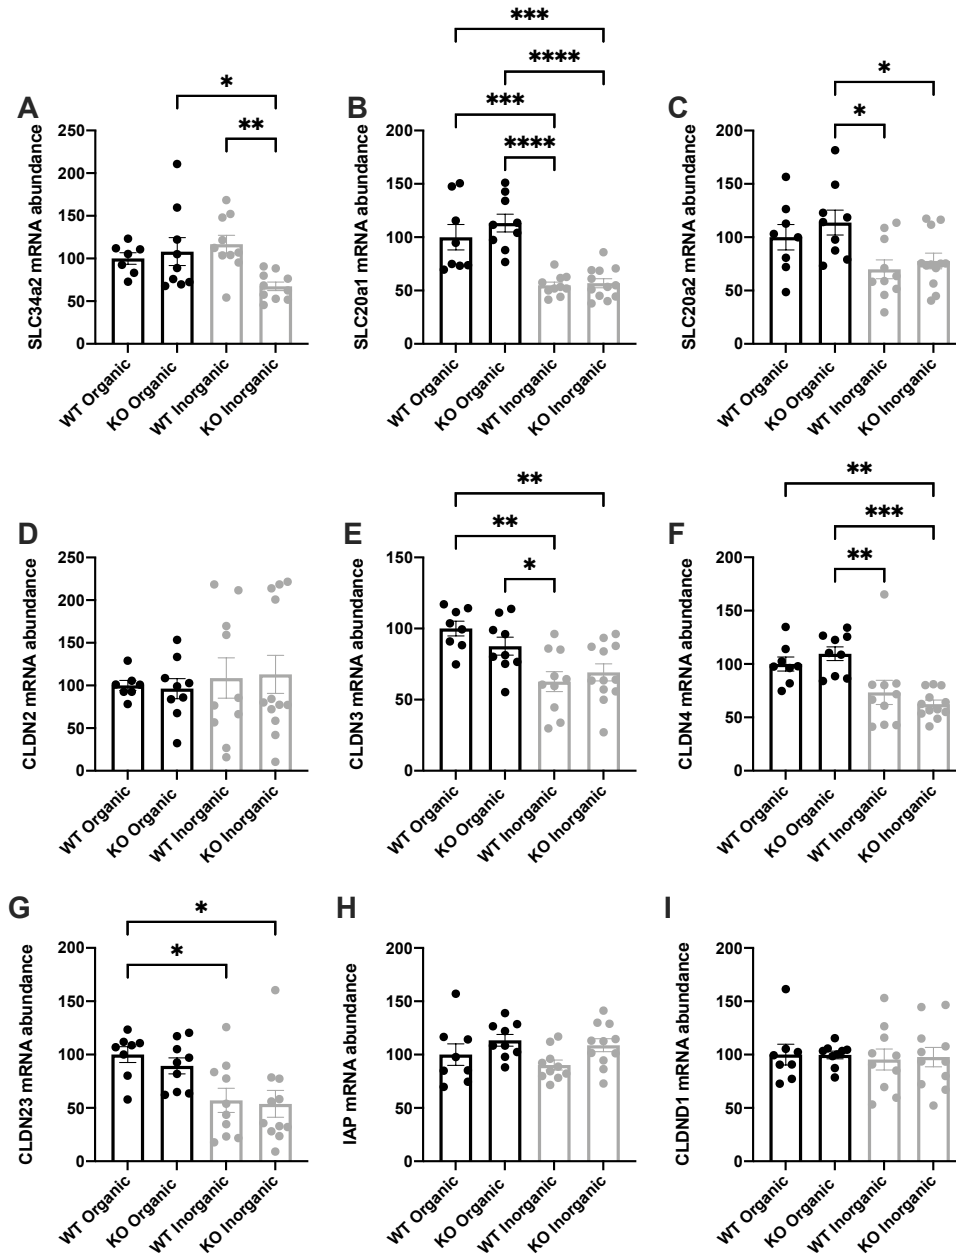 A
SLC34a2 mRNA abundance
250
200
150
100
50
0
*
**
WT Organic
KO Organic
WT Inorganic
KO Inorganic
B
SLC20a1 mRNA abundance
200
150
100
50
0
***
****
***
****
WT Organic
KO Organic
WT Inorganic
KO Inorganic
C
SLC20a2 mRNA abundance
200
150
100
50
0
*
*
WT Organic
KO Organic
WT Inorganic
KO Inorganic
D
CLDN2 mRNA abundance
250
200
150
100
50
0
WT Organic
KO Organic
WT Inorganic
KO Inorganic
E
CLDN3 mRNA abundance
150
100
50
0
**
**
*
WT Organic
KO Organic
WT Inorganic
KO Inorganic
F
CLDN4 mRNA abundance
200
150
100
50
0
**
***
**
WT Organic
KO Organic
WT Inorganic
KO Inorganic
G
CLDN23 mRNA abundance
200
150
100
50
0
*
*
WT Organic
KO Organic
WT Inorganic
KO Inorganic
H
IAP mRNA abundance
200
150
100
50
0
WT Organic
KO Organic
WT Inorganic
KO Inorganic
I
CLDND1 mRNA abundance
200
150
100
50
0
WT Organic
KO Organic
WT Inorganic
KO Inorganic